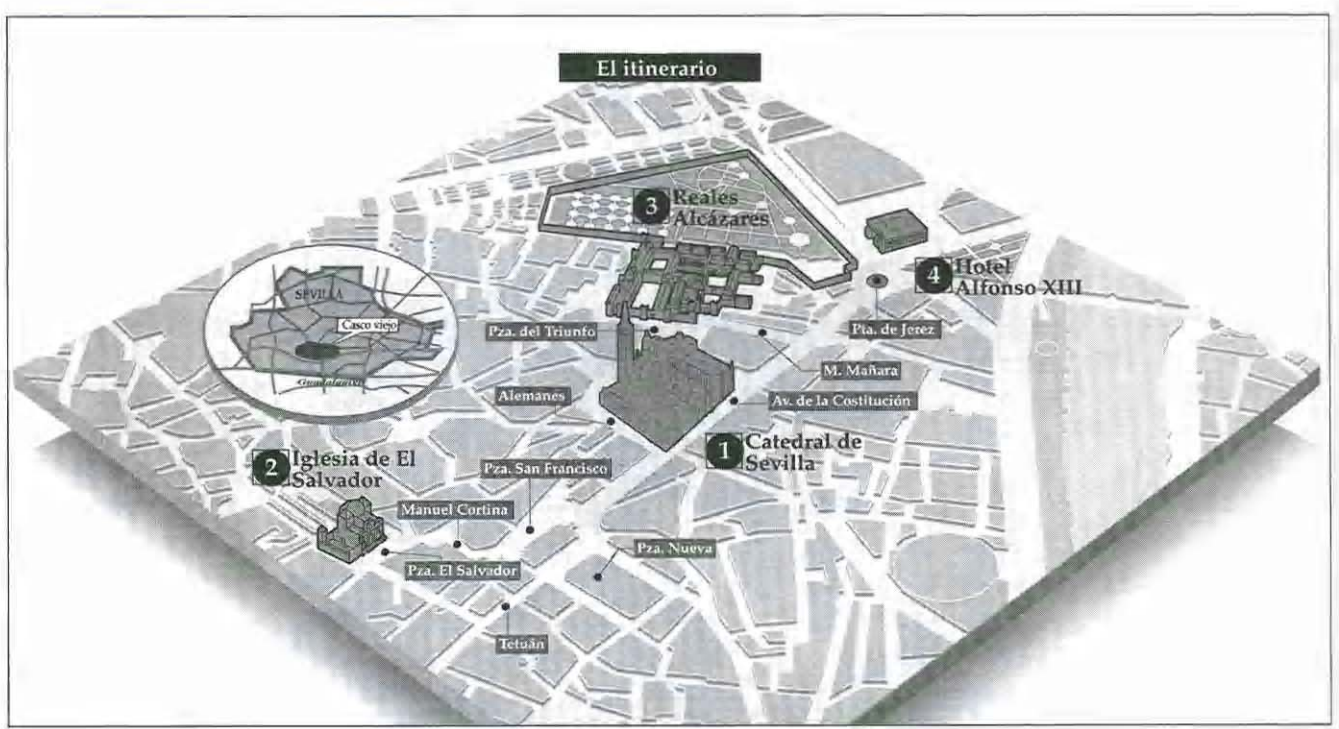 El itinerario
3 Reales
Alcázares
4 Hotel
Alfonso XIII
SEVILLA
Casco viejo
Guadalquivir
Pza. del Triunfo
Pta. de Jerez
M. Mañara
Alemanes
Av. de la Costitución
1 Catedral de
Sevilla
2 Iglesia de El
Salvador
Pza. San Francisco
Manuel Cortina
Pza. Nueva
Pza. El Salvador
Tetuán